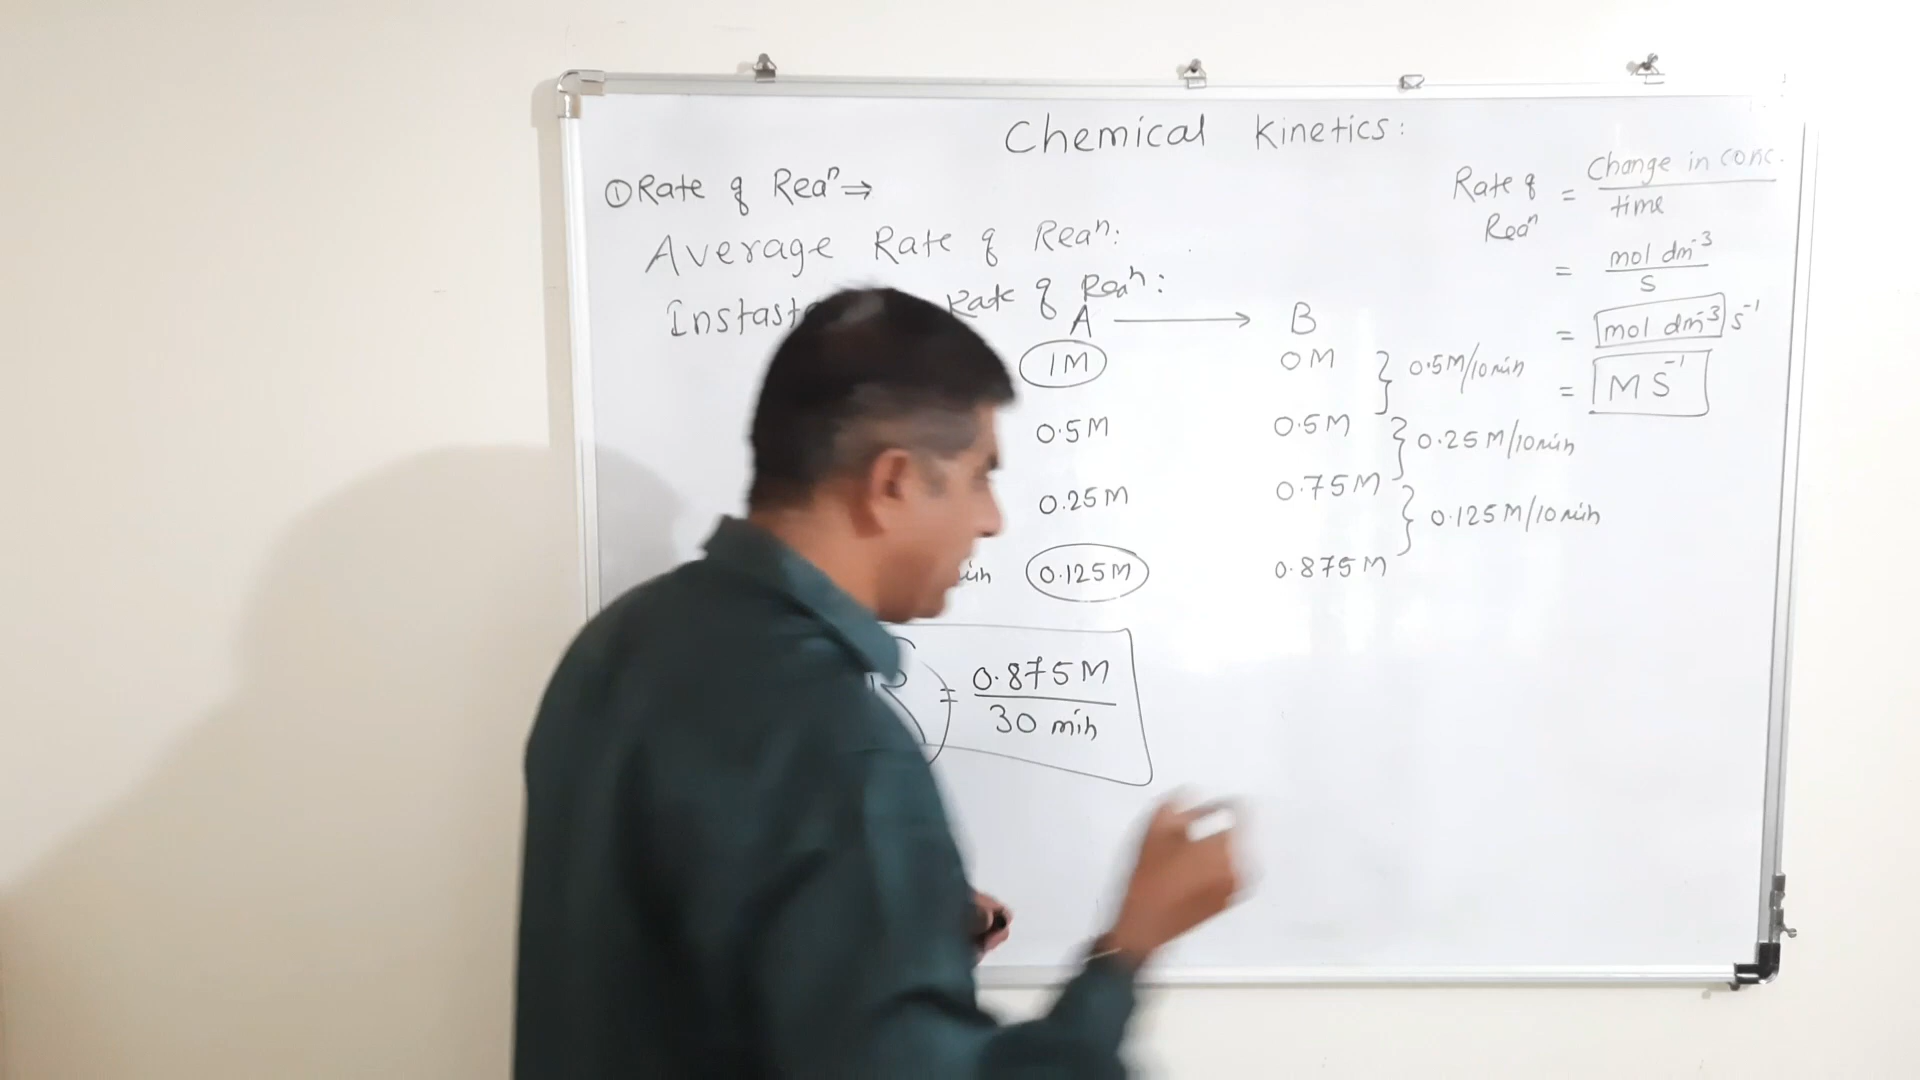 Chemical Kinetics:
① Rate of Reaⁿ ⇒
Average Rate of Reaⁿ:
Rate of Reaⁿ:
A ⟶ B
1M 0M } 0.5M/10min
0.5M 0.5M } 0.25M/10min
0.25M 0.75M } 0.125M/10min
0.125M 0.875M
= 0.875M / 30 min
Rate of Reaⁿ = Change in conc. / time
= mol dm⁻³ / s
= mol dm⁻³ s⁻¹
= M S⁻¹